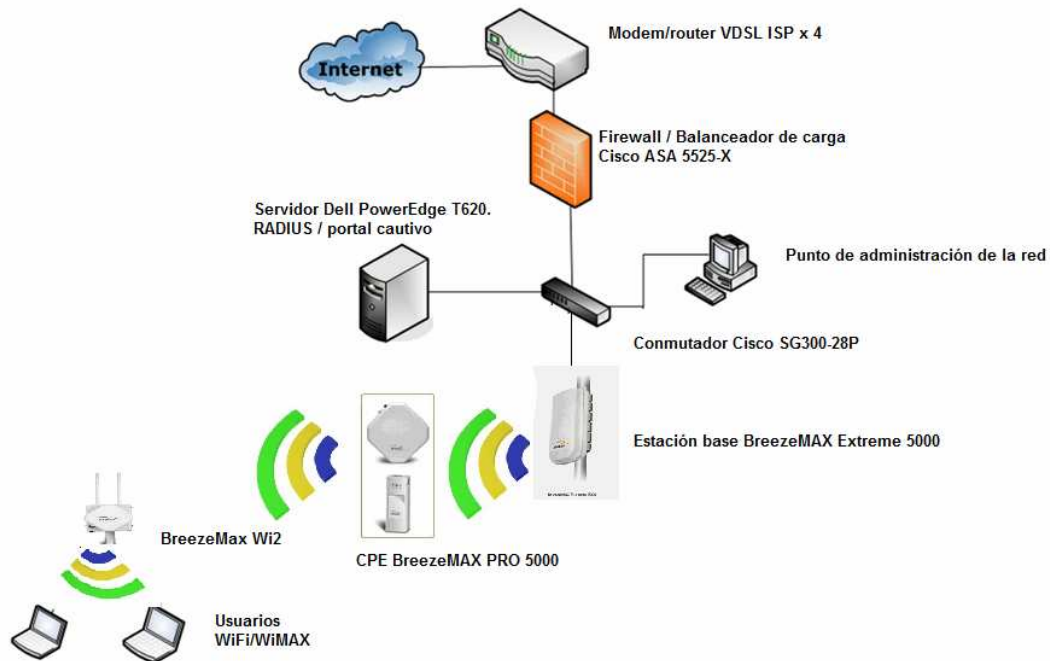 Modem/router VDSL ISP x 4
Internet
Firewall / Balanceador de carga
Cisco ASA 5525-X
Servidor Dell PowerEdge T620.
RADIUS / portal cautivo
Punto de administración de la red
Conmutador Cisco SG300-28P
Estación base BreezeMAX Extreme 5000
BreezeMax Wi2
CPE BreezeMAX PRO 5000
Usuarios
WiFi/WiMAX